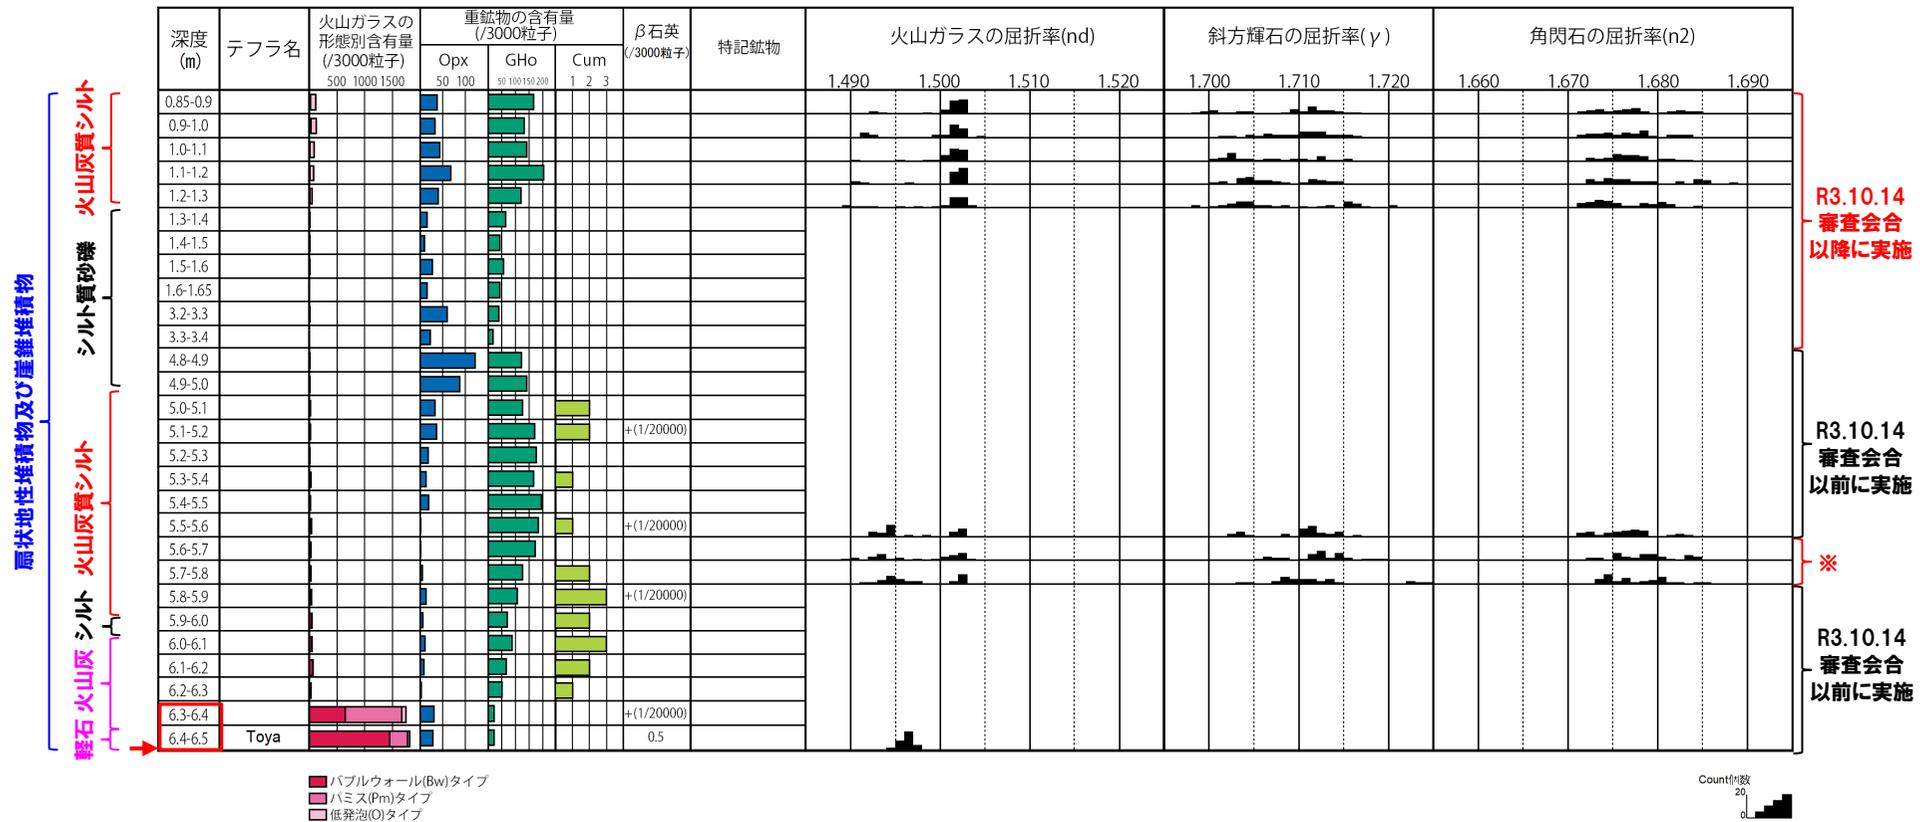 深度
(m)
テフラ名
火山ガラスの
形態別含有量
(/3000粒子)
500 1000 1500
重鉱物の含有量
(/3000粒子)
Opx
50 100
GHo
50 100 150 200
Cum
1 2 3
β石英
(/3000粒子)
特記鉱物
火山ガラスの屈折率(nd)
1.490 1.500 1.510 1.520
斜方輝石の屈折率(γ)
1.700 1.710 1.720
角閃石の屈折率(n2)
1.660 1.670 1.680 1.690
0.85-0.9
0.9-1.0
1.0-1.1
1.1-1.2
1.2-1.3
1.3-1.4
1.4-1.5
1.5-1.6
1.6-1.65
3.2-3.3
3.3-3.4
4.8-4.9
4.9-5.0
5.0-5.1
5.1-5.2 +(1/20000)
5.2-5.3
5.3-5.4
5.4-5.5
5.5-5.6 +(1/20000)
5.6-5.7
5.7-5.8
5.8-5.9 +(1/20000)
5.9-6.0
6.0-6.1
6.1-6.2
6.2-6.3
6.3-6.4 +(1/20000)
6.4-6.5 Toya 0.5
扇状地性堆積物及び崖錐堆積物
火山灰質シルト
シルト質砂礫
火山灰質シルト
シルト
火山灰
軽石
R3.10.14
審査会合
以降に実施
R3.10.14
審査会合
以前に実施
※
R3.10.14
審査会合
以前に実施
バブルウォール(Bw)タイプ
パミス(Pm)タイプ
低発泡(O)タイプ
Count個数
20
0